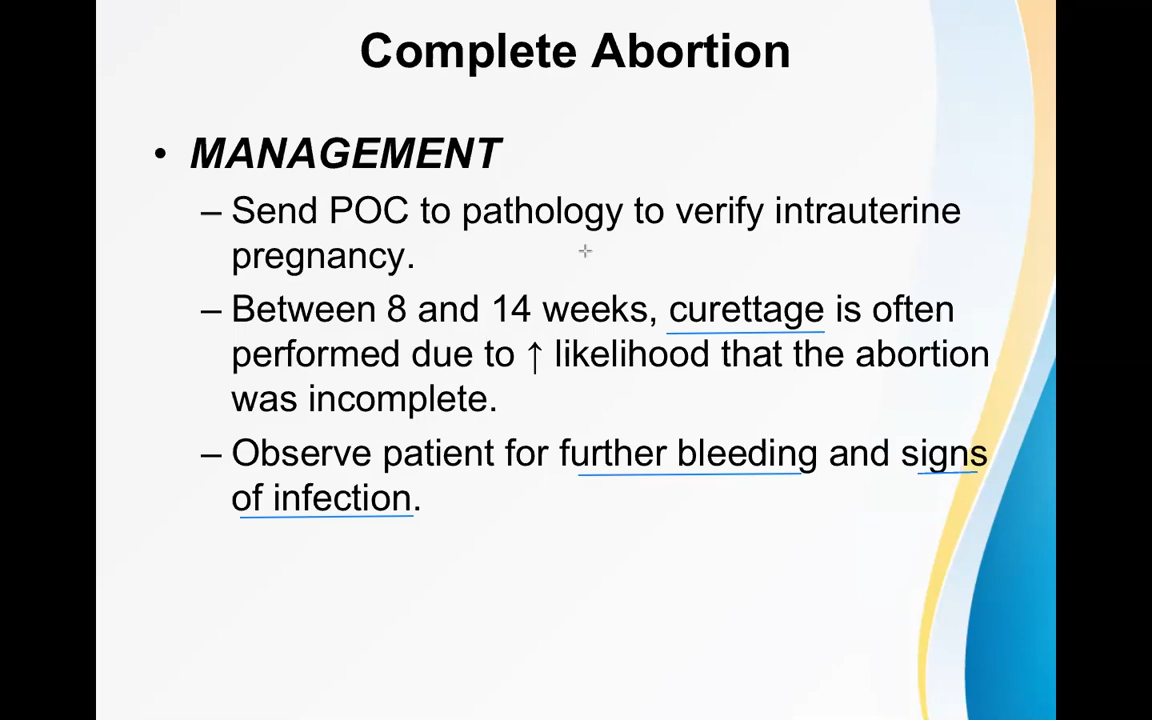 Complete Abortion
• MANAGEMENT
– Send POC to pathology to verify intrauterine
pregnancy.
– Between 8 and 14 weeks, curettage is often
performed due to ↑ likelihood that the abortion
was incomplete.
– Observe patient for further bleeding and signs
of infection.